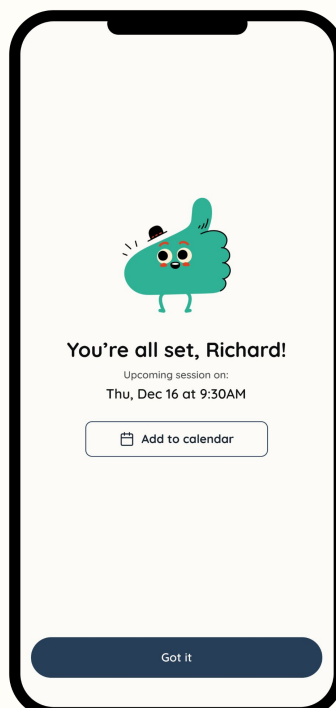 You’re all set, Richard!
Upcoming session on:
Thu, Dec 16 at 9:30AM
Add to calendar
Got it